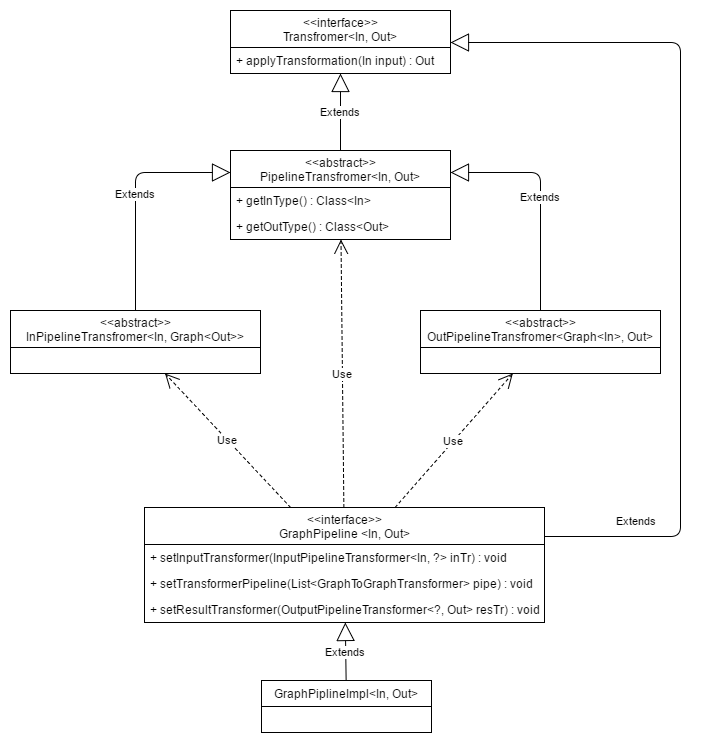 <<interface>>
Transfromer<In, Out>
+ applyTransformation(In input) : Out
Extends
<<abstract>>
PipelineTransfromer<In, Out>
+ getInType() : Class<In>
+ getOutType() : Class<Out>
Extends
Extends
<<abstract>>
InPipelineTransfromer<In, Graph<Out>>
<<abstract>>
OutPipelineTransfromer<Graph<In>, Out>
Use
Use
Use
<<interface>>
GraphPipeline <In, Out>
Extends
+ setInputTransformer(InputPipelineTransformer<In, ?> inTr) : void
+ setTransformerPipeline(List<GraphToGraphTransformer> pipe) : void
+ setResultTransformer(OutputPipelineTransformer<?, Out> resTr) : void
Extends
GraphPiplineImpl<In, Out>